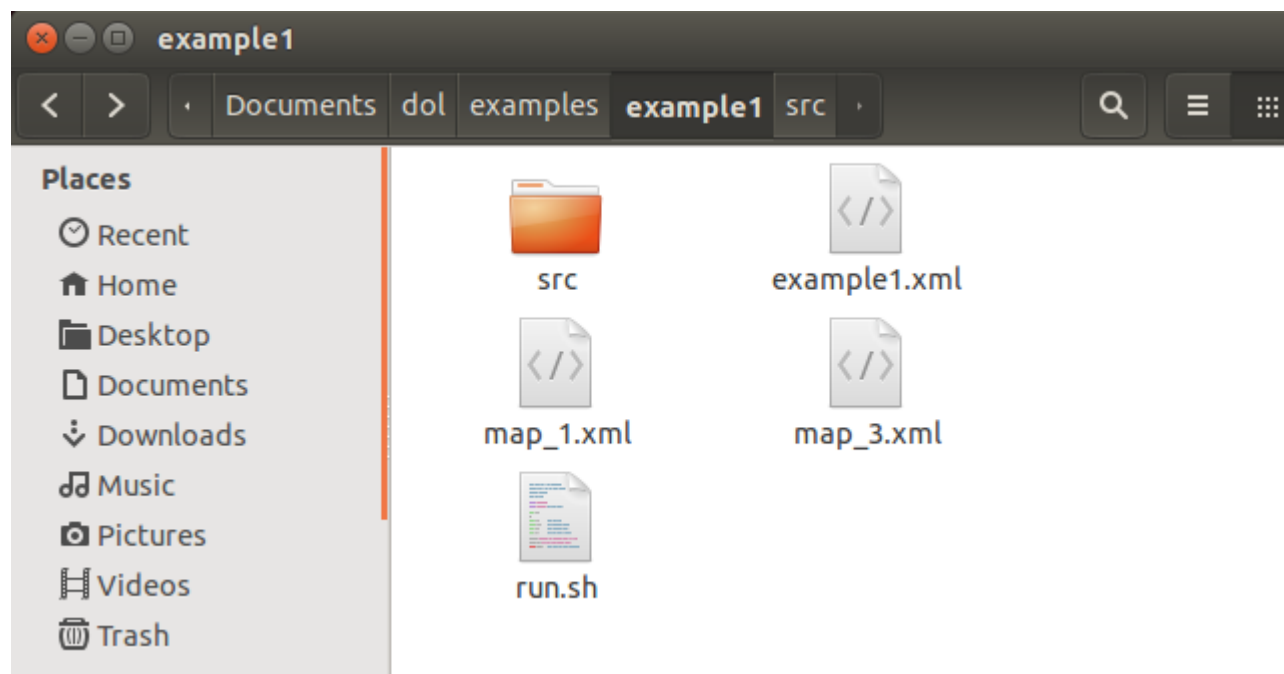 example1
Documents dol examples example1 src
Places
Recent
Home
Desktop
Documents
Downloads
Music
Pictures
Videos
Trash
src example1.xml
map_1.xml map_3.xml
run.sh